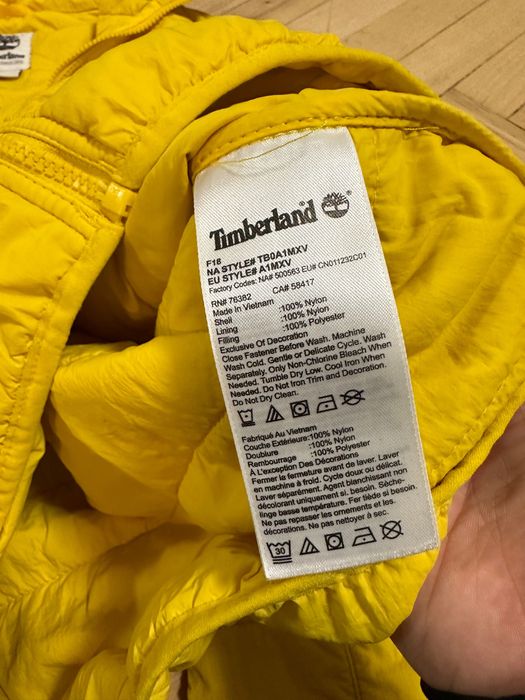 Timberland
F18
NA STYLE# TB0A1MXV
EU STYLE# A1MXV
Factory Codes: NA# 500563 EU# CN011232C01
RN# 76382 CA# 58417
Made in Vietnam
Shell :100% Nylon
Lining :100% Nylon
Filling :100% Polyester
Exclusive Of Decoration
Close Fastener Before Wash. Machine
Wash Cold. Gentle or Delicate Cycle. Wash
Separately. Only Non-Chlorine Bleach When
Needed. Tumble Dry Low. Cool Iron When
Needed. Do Not Iron Trim and Decoration.
Do Not Dry Clean.
Fabriqué Au Vietnam
Couche Extérieure:100% Nylon
Doublure :100% Nylon
Rembourrage :100% Polyester
À L'exception Des Décorations
Fermer la fermeture avant de laver. Laver
en machine à froid. Cycle doux ou délicat.
Laver séparément. Agent blanchissant non
décolorant uniquement si. besoin. Sèche-
linge basse température. Fer tiède si besoin.
Ne pas repasser les ornements et les
décorations. Ne pas nettoyer à sec.
30